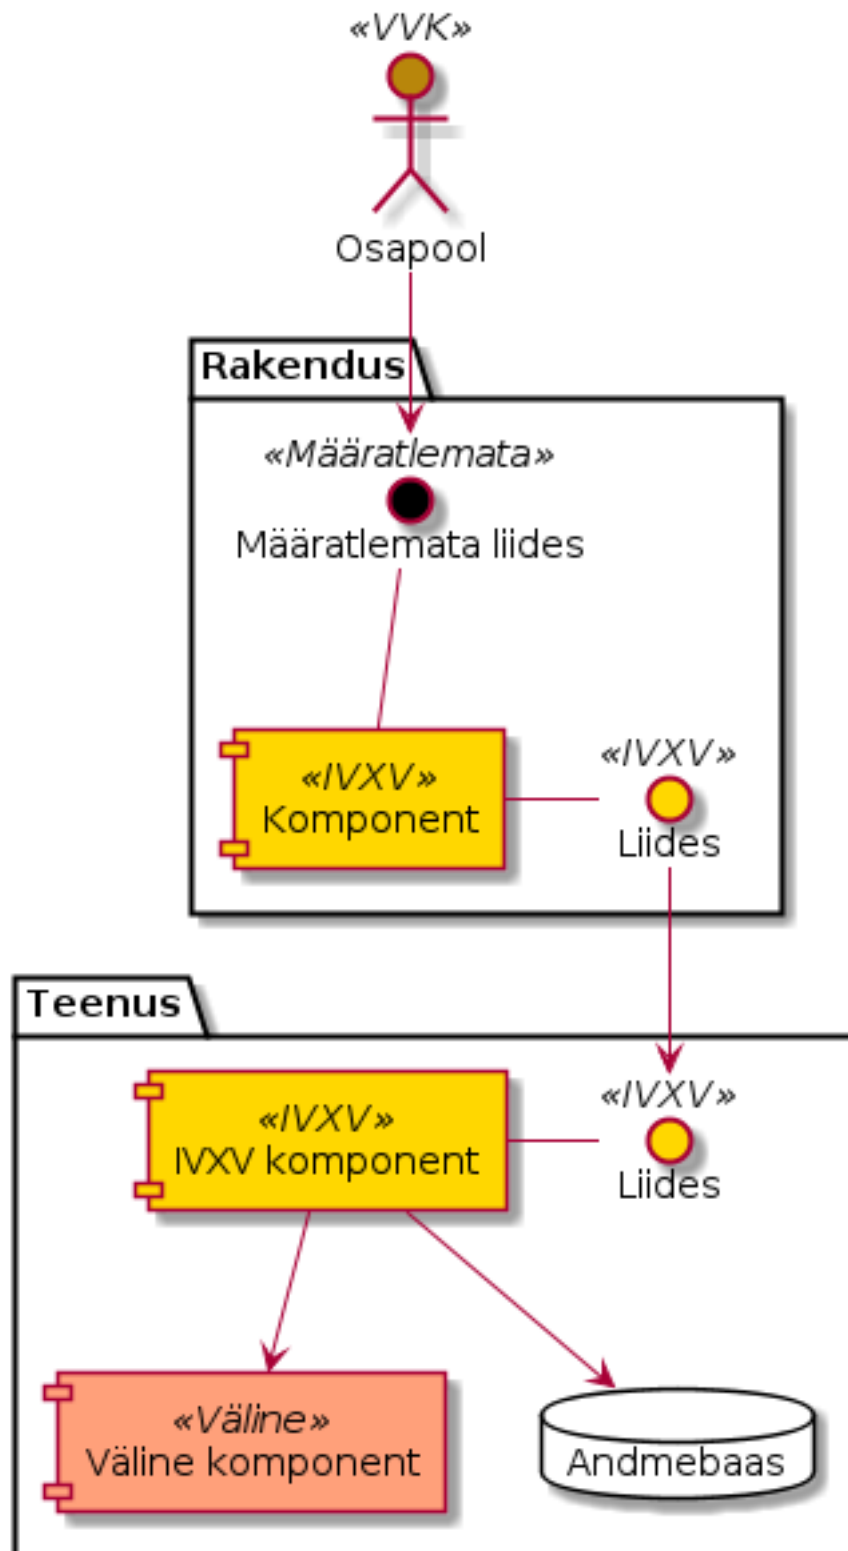 «VVK»
Osapool
Rakendus
«Määratlemata»
Määratlemata liides
«IVXV»
Komponent
«IVXV»
Liides
Teenus
«IVXV»
IVXV komponent
«IVXV»
Liides
«Väline»
Väline komponent
Andmebaas